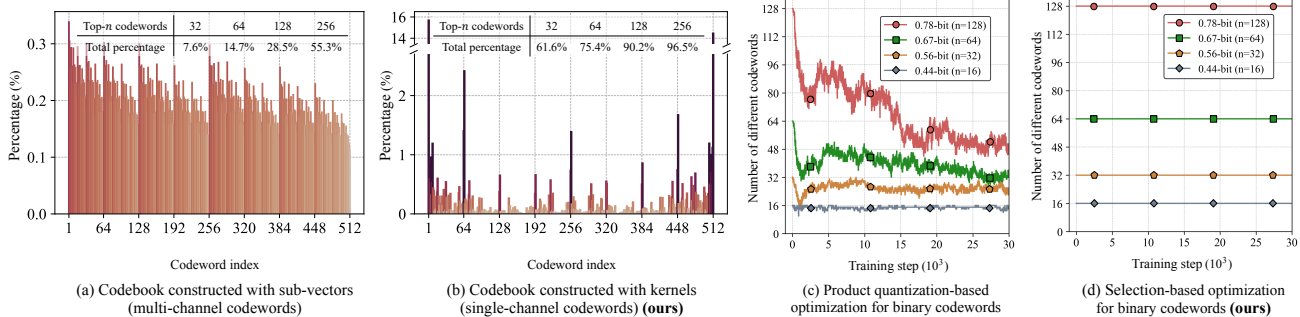 Top-n codewords 32 64 128 256
Total percentage 7.6% 14.7% 28.5% 55.3%
Percentage (%)
0.3
0.2
0.1
0.0
1 64 128 192 256 320 384 448 512
Codeword index
(a) Codebook constructed with sub-vectors
(multi-channel codewords)
Top-n codewords 32 64 128 256
Total percentage 61.6% 75.4% 90.2% 96.5%
Percentage (%)
16
14
2
1
0
1 64 128 192 256 320 384 448 512
Codeword index
(b) Codebook constructed with kernels
(single-channel codewords) (ours)
Number of different codewords
128
112
96
80
64
48
32
16
0
0.78-bit (n=128)
0.67-bit (n=64)
0.56-bit (n=32)
0.44-bit (n=16)
0 5 10 15 20 25 30
Training step (10³)
(c) Product quantization-based
optimization for binary codewords
Number of different codewords
128
112
96
80
64
48
32
16
0
0.78-bit (n=128)
0.67-bit (n=64)
0.56-bit (n=32)
0.44-bit (n=16)
0 5 10 15 20 25 30
Training step (10³)
(d) Selection-based optimization
for binary codewords (ours)